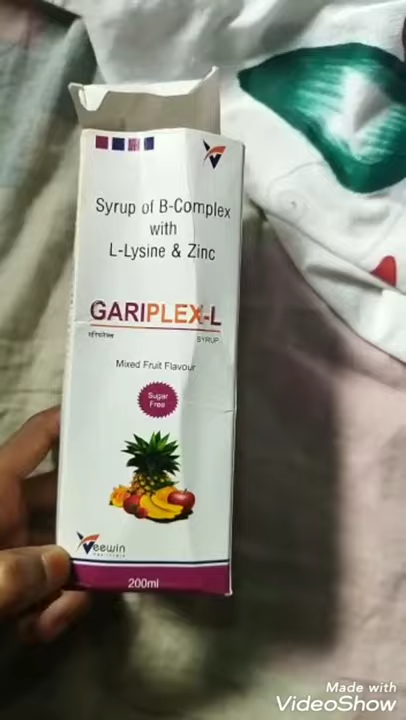 Syrup of B-Complex
with
L-Lysine & Zinc
GARIPLEX-L
SYRUP
Mixed Fruit Flavour
Sugar
Free
Veewin
200ml
Made with
VideoShow